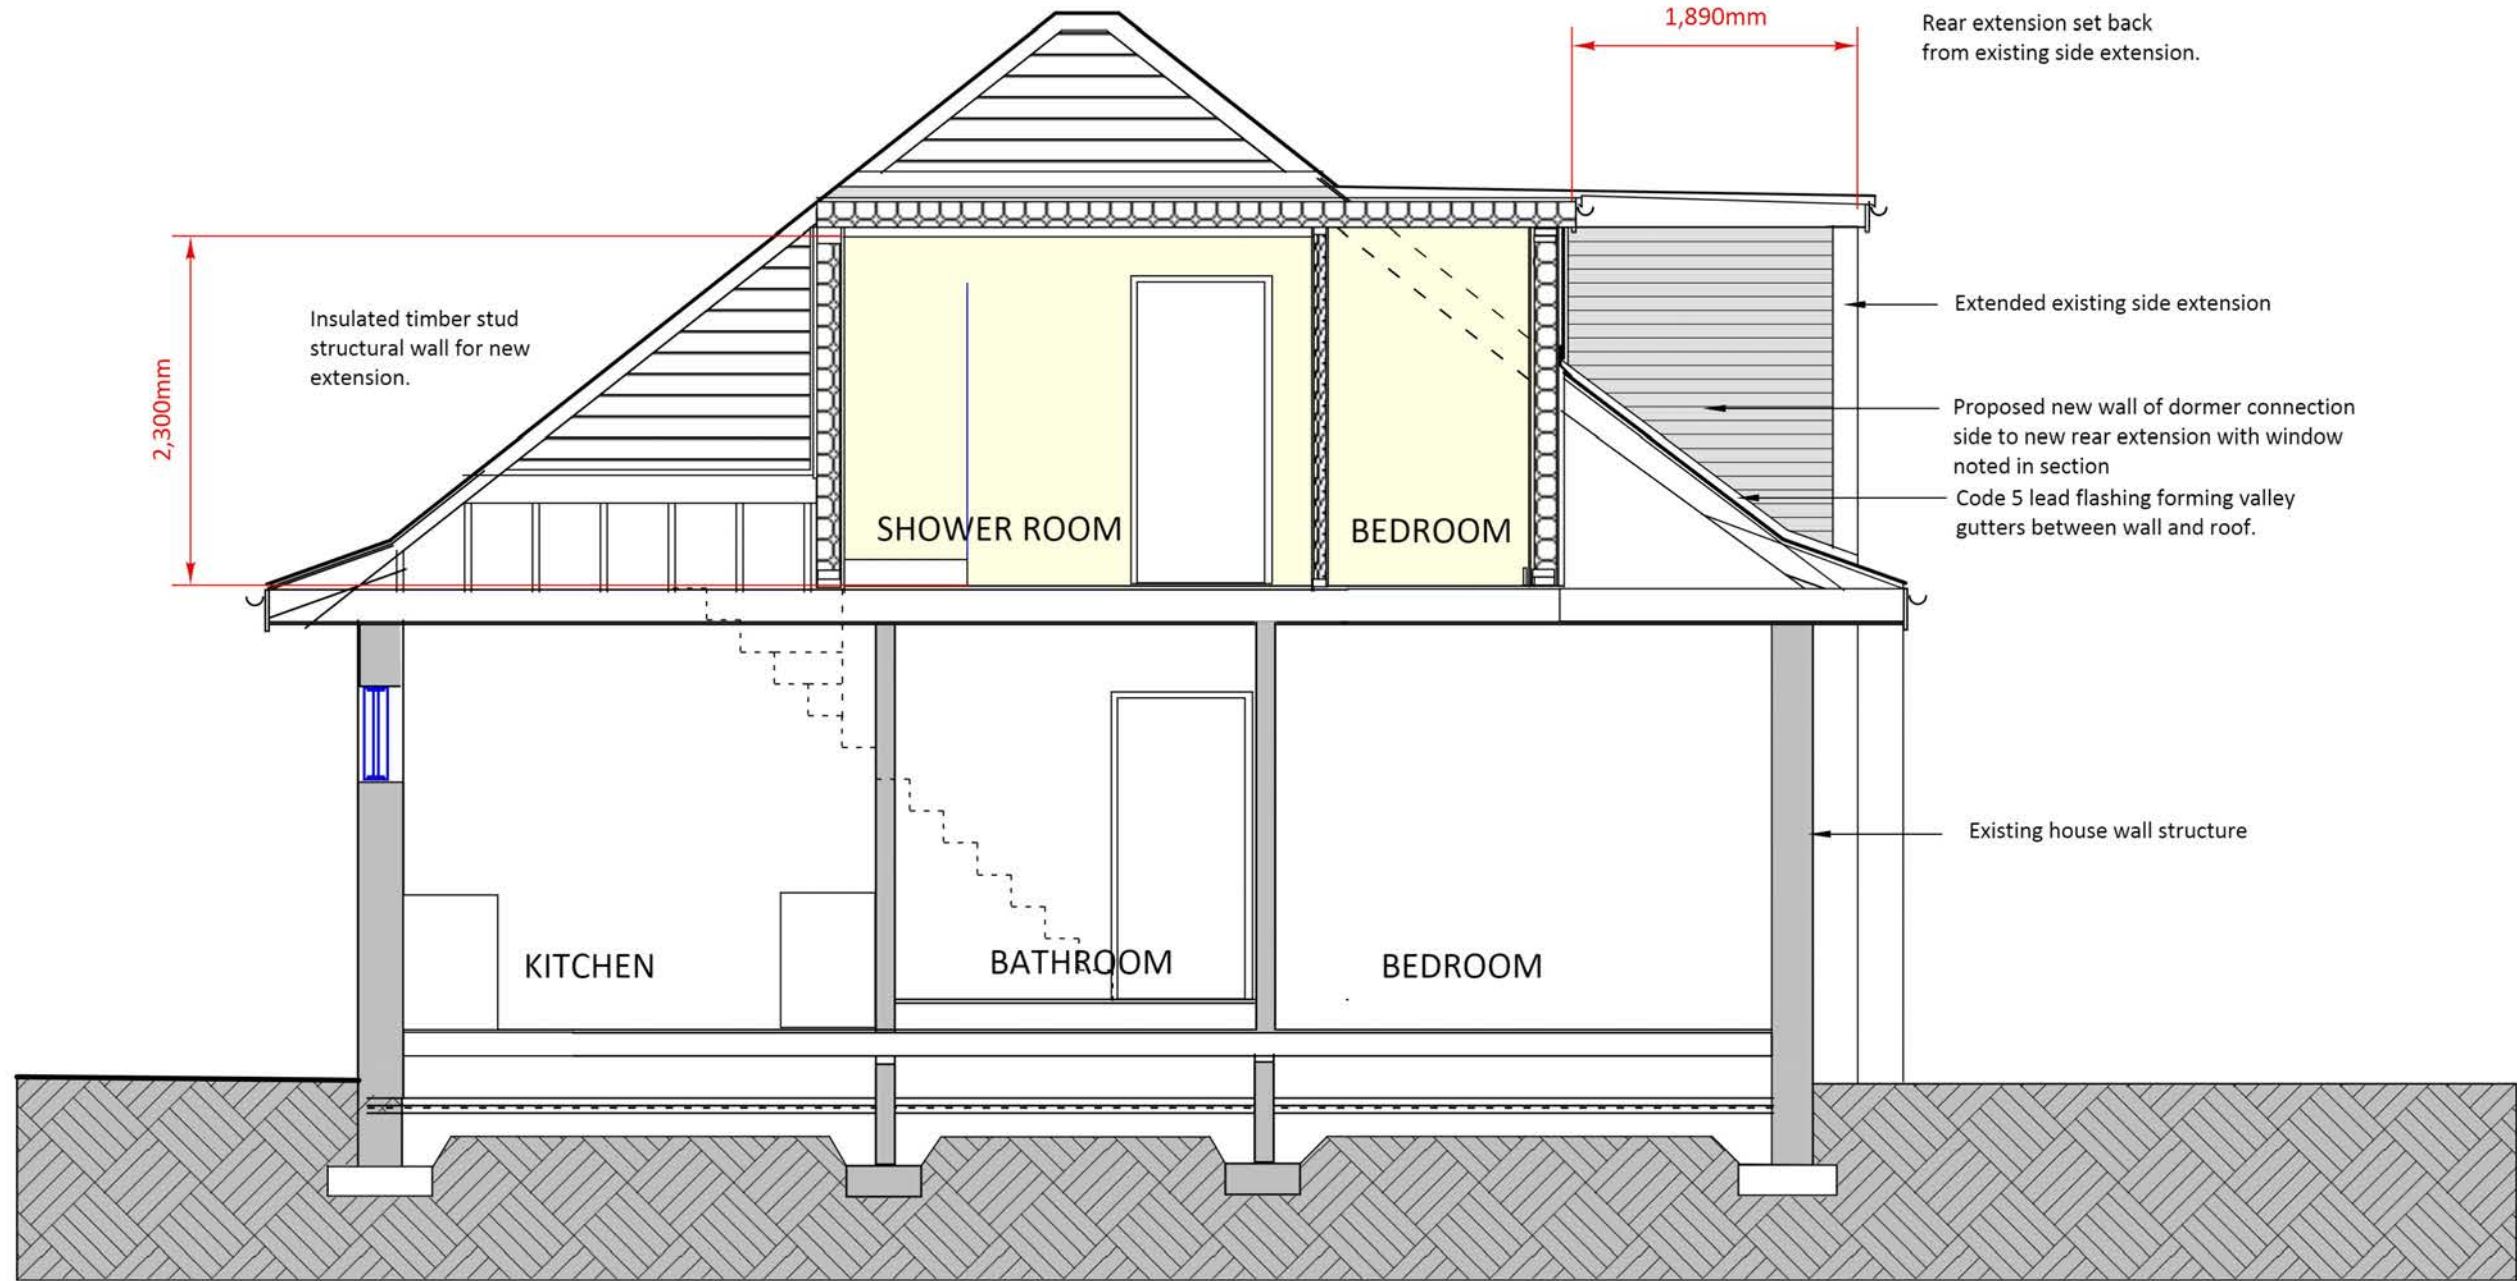 1,890mm
Rear extension set back
from existing side extension.
Insulated timber stud
structural wall for new
extension.
2,300mm
Extended existing side extension
Proposed new wall of dormer connection
side to new rear extension with window
noted in section
Code 5 lead flashing forming valley
gutters between wall and roof.
SHOWER ROOM
BEDROOM
Existing house wall structure
KITCHEN
BATHROOM
BEDROOM